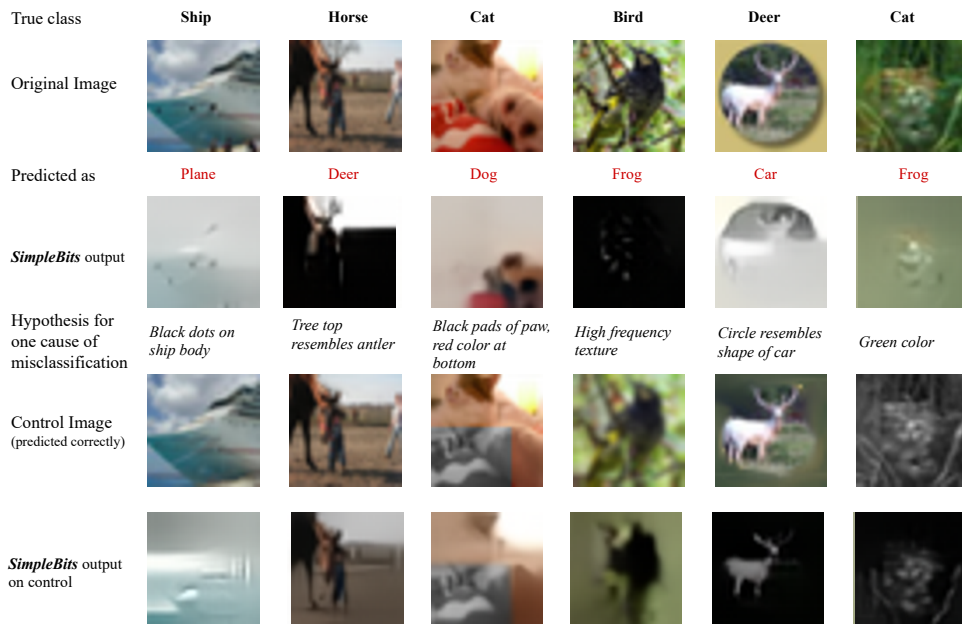 True class Ship Horse Cat Bird Deer Cat
Original Image
Predicted as Plane Deer Dog Frog Car Frog
SimpleBits output
Hypothesis for
one cause of
misclassification
Black dots on
ship body
Tree top
resembles antler
Black pads of paw,
red color at
bottom
High frequency
texture
Circle resembles
shape of car
Green color
Control Image
(predicted correctly)
SimpleBits output
on control